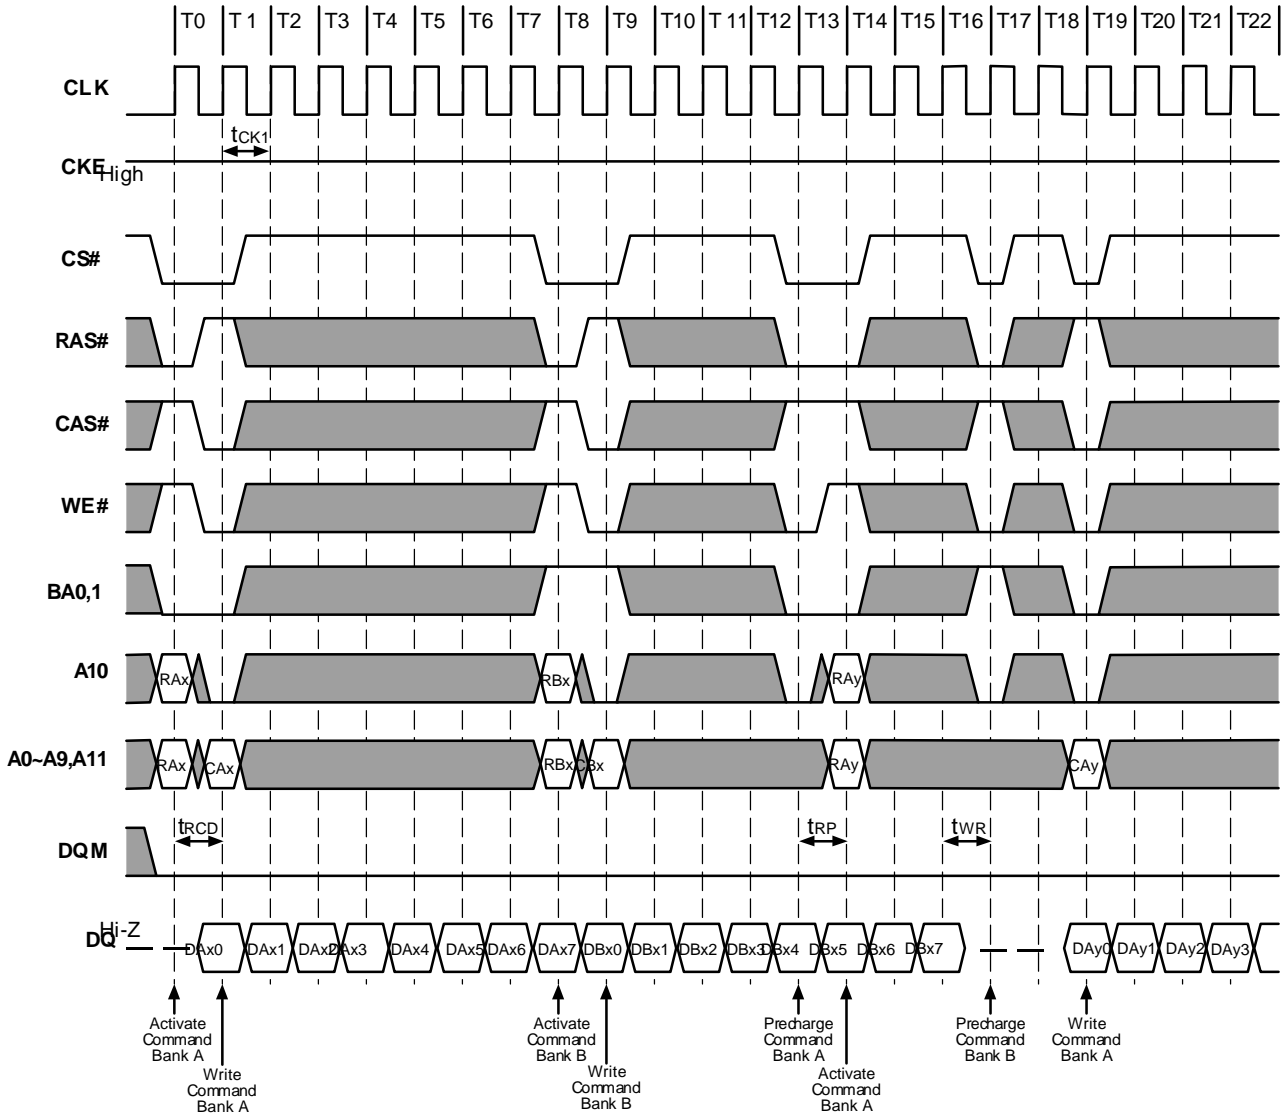 T0 T 1 T2 T3 T4 T5 T6 T7 T8 T9 T10 T 11 T12 T13 T14 T15 T16 T17 T18 T19 T20 T21 T22
CLK
tCK1
CKE High
CS#
RAS#
CAS#
WE#
BA0,1
A10 RAx RBx RAy
A0~A9,A11 RAx CAx RBx CBx RAy CAy
tRCD tRP tWR
DQM
Hi-Z
DQ DAx0 DAx1 DAx2 DAx3 DAx4 DAx5 DAx6 DAx7 DBx0 DBx1 DBx2 DBx3 DBx4 DBx5 DBx6 DBx7 DAy0 DAy1 DAy2 DAy3
Activate
Command
Bank A
Write
Command
Bank A
Activate
Command
Bank B
Write
Command
Bank B
Precharge
Command
Bank A
Activate
Command
Bank A
Precharge
Command
Bank B
Write
Command
Bank A